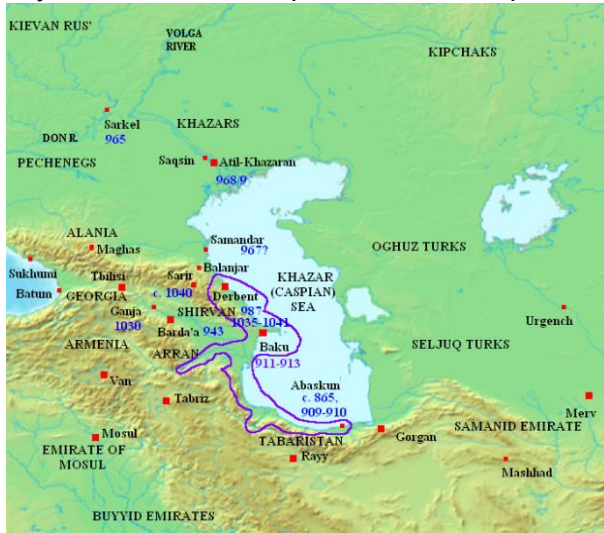 KIEVAN RUS'
VOLGA
RIVER
KIPCHAKS
Sarkel
965
KHAZARS
DON R.
PECHENEGS
Saqsin
Atil-Khazaran
968/9
ALANIA
Maghas
Samandar
967?
OGHUZ TURKS
Balanjar
Sukhumi
Tbilisi
Sarir
KHAZAR
(CASPIAN)
SEA
Batum
GEORGIA
c. 1040
Derbent
Ganja
1030
SHIRVAN
987-
1035-1041
Urgench
Barda'a
943
ARMENIA
ARRAN
Baku
911-913
SELJUQ TURKS
Van
Tabriz
Abaskun
c. 865,
909-910
Merv
Mosul
EMIRATE OF
MOSUL
TABARISTAN
Gorgan
SAMANID EMIRATE
Rayy
Mashhad
BUYYID EMIRATES